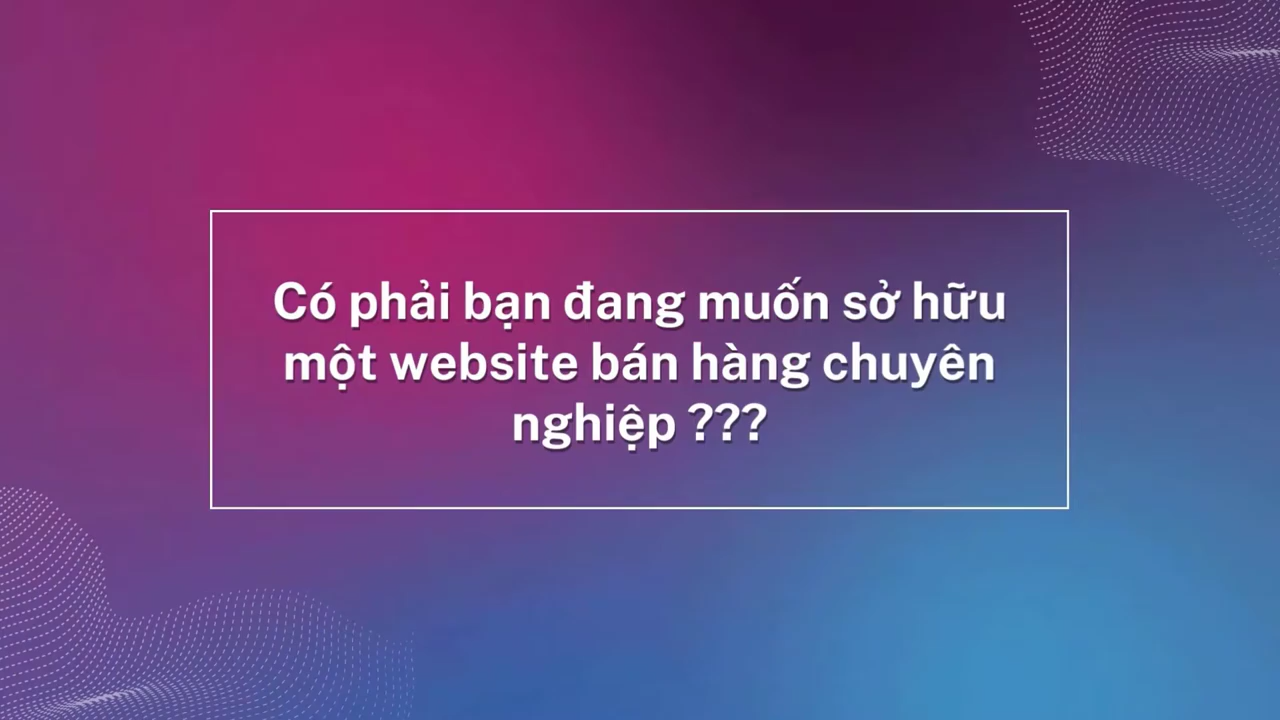 Có phải bạn đang muốn sở hữu
một website bán hàng chuyên
nghiệp ???